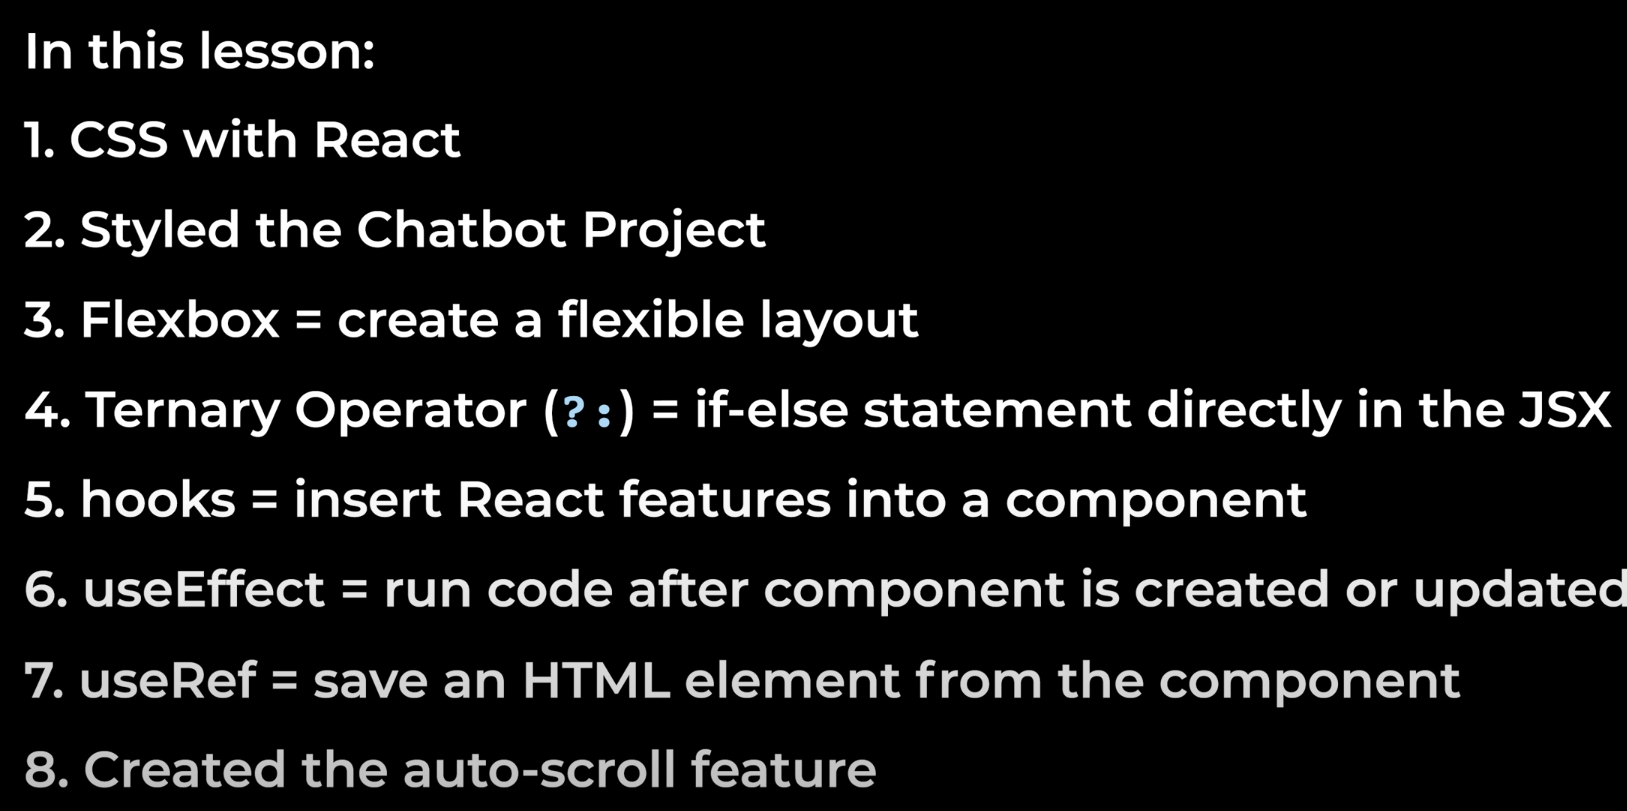 In this lesson:
1. CSS with React
2. Styled the Chatbot Project
3. Flexbox = create a flexible layout
4. Ternary Operator (?:) = if-else statement directly in the JSX
5. hooks = insert React features into a component
6. useEffect = run code after component is created or updated
7. useRef = save an HTML element from the component
8. Created the auto-scroll feature